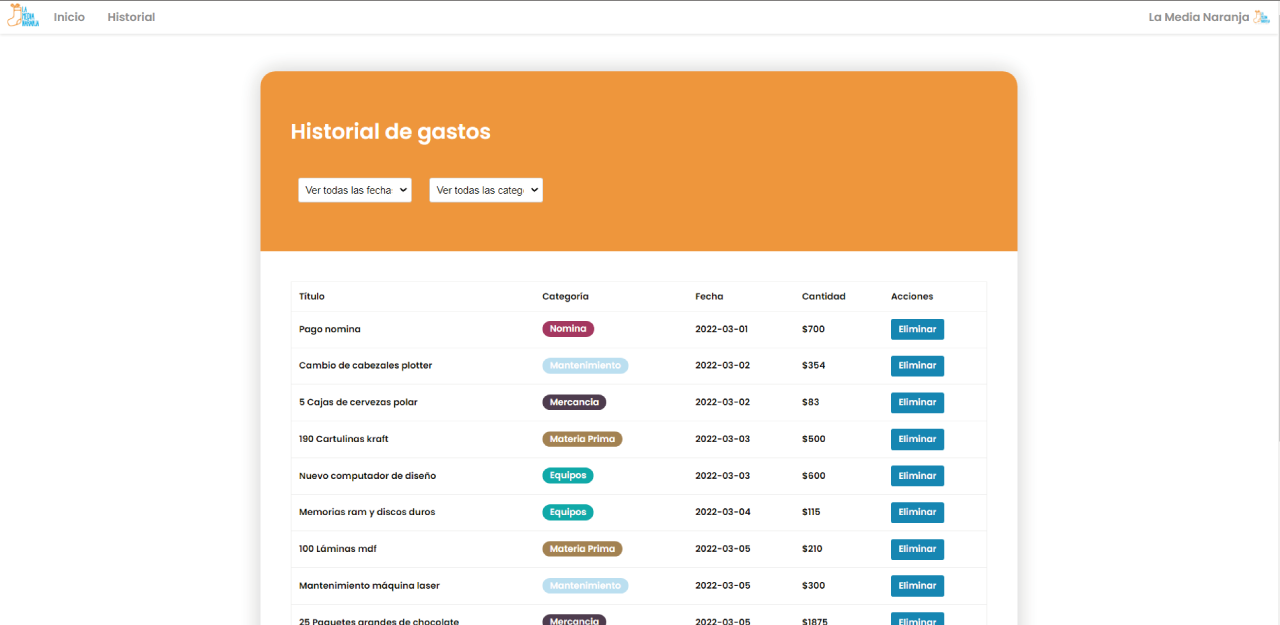 LA MEDIA NARANJA Inicio Historial La Media Naranja
Historial de gastos
Ver todas las fecha Ver todas las categ
Título Categoría Fecha Cantidad Acciones
Pago nomina Nomina 2022-03-01 $700 Eliminar
Cambio de cabezales plotter Mantenimiento 2022-03-02 $354 Eliminar
5 Cajas de cervezas polar Mercancia 2022-03-02 $83 Eliminar
190 Cartulinas kraft Materia Prima 2022-03-03 $500 Eliminar
Nuevo computador de diseño Equipos 2022-03-03 $600 Eliminar
Memorias ram y discos duros Equipos 2022-03-04 $115 Eliminar
100 Láminas mdf Materia Prima 2022-03-05 $210 Eliminar
Mantenimiento máquina laser Mantenimiento 2022-03-05 $300 Eliminar
25 Paquetes grandes de chocolate Mercancia 2022-03-05 $1875 Eliminar